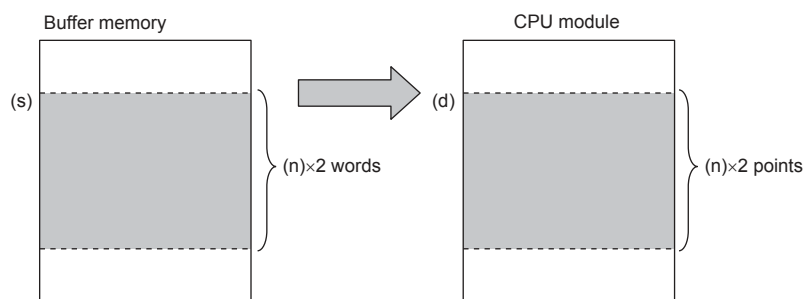 Buffer memory
CPU module
(s)
(d)
(n)×2 words
(n)×2 points